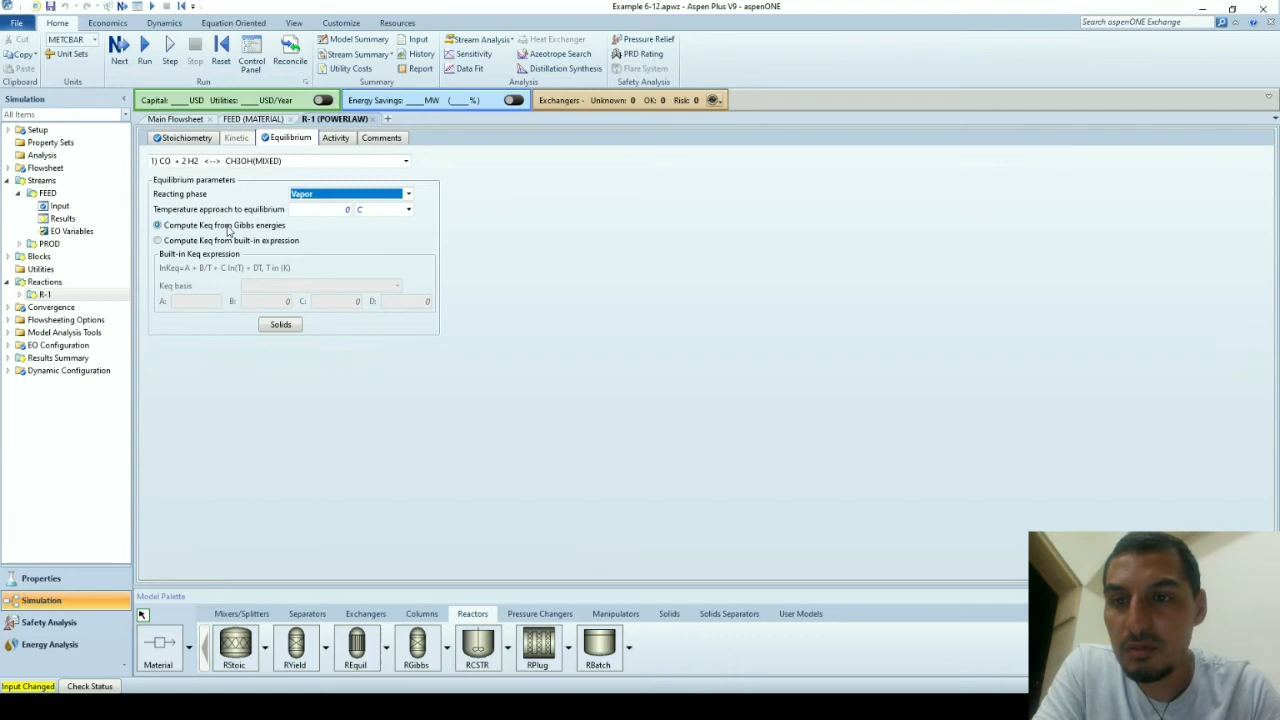 Example 6-12.apwz - Aspen Plus V9 - aspenONE
File Home Economics Dynamics Equation Oriented View Customize Resources
Search aspenONE Exchange
Cut METCBAR Model Summary Input Stream Analysis Heat Exchanger Pressure Relief
Copy Unit Sets Next Run Step Stop Reset Control Panel Reconcile Stream Summary History Sensitivity Azeotrope Search PRD Rating
Paste Utility Costs Report Data Fit Distillation Synthesis Flare System
Clipboard Units Run Summary Analysis Safety Analysis
Simulation
Capital: ____USD Utilities: ____USD/Year
Energy Savings: ____MW (____%)
Exchangers - Unknown: 0 OK: 0 Risk: 0
All Items
Main Flowsheet FEED (MATERIAL) R-1 (POWERLAW) +
Setup
Property Sets
Analysis
Flowsheet
Streams
FEED
Input
Results
EO Variables
PROD
Blocks
Utilities
Reactions
R-1
Convergence
Flowsheeting Options
Model Analysis Tools
EO Configuration
Results Summary
Dynamic Configuration
Stoichiometry Kinetic Equilibrium Activity Comments
1) CO + 2 H2 <--> CH3OH(MIXED)
Equilibrium parameters
Reacting phase Vapor
Temperature approach to equilibrium 0 C
Compute Keq from Gibbs energies
Compute Keq from built-in expression
Built-in Keq expression
lnKeq=A + B/T + C ln(T) + DT, T in (K)
Keq basis
A: B: 0 C: 0 D: 0
Solids
Properties
Simulation
Safety Analysis
Energy Analysis
Model Palette
Mixers/Splitters Separators Exchangers Columns Reactors Pressure Changers Manipulators Solids Solids Separators User Models
Material RStoic RYield REquil RGibbs RCSTR RPlug RBatch
Input Changed Check Status